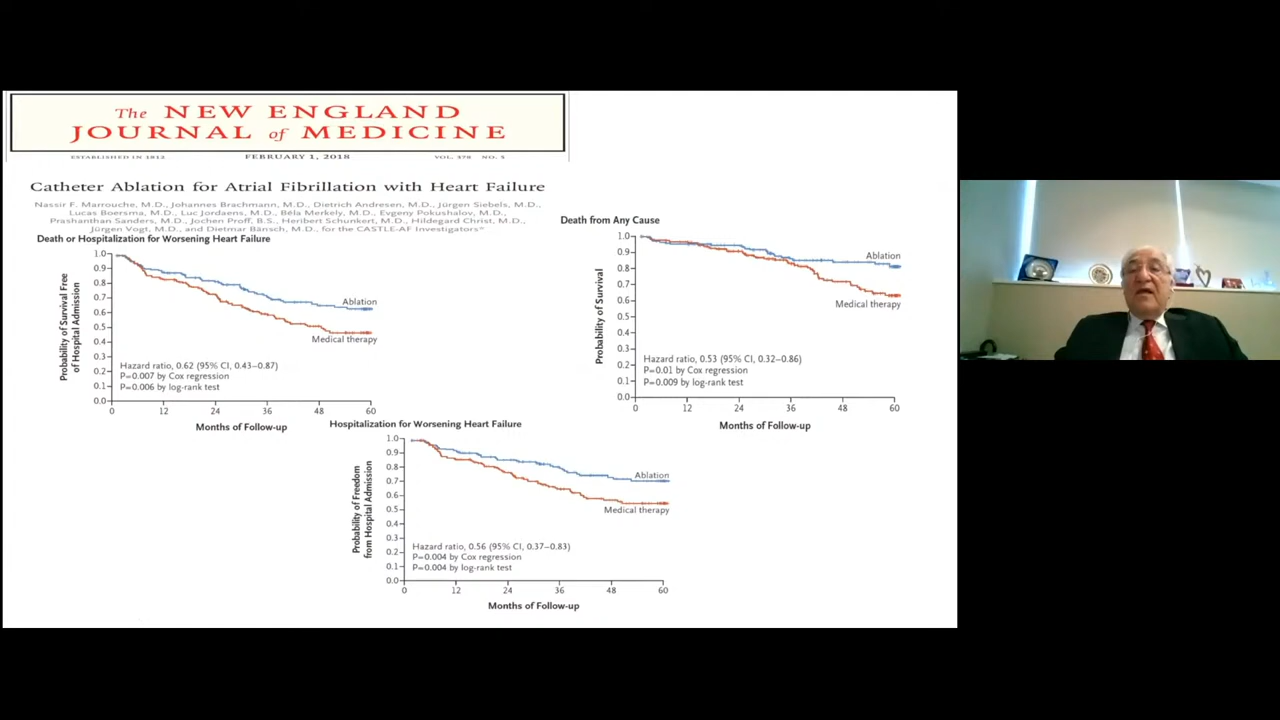 The NEW ENGLAND
JOURNAL of MEDICINE
ESTABLISHED IN 1812 FEBRUARY 1, 2018 VOL. 378 NO. 5
Catheter Ablation for Atrial Fibrillation with Heart Failure
Nassir F. Marrouche, M.D., Johannes Brachmann, M.D., Dietrich Andresen, M.D., Jürgen Siebels, M.D.,
Lucas Boersma, M.D., Luc Jordaens, M.D., Béla Merkely, M.D., Evgeny Pokushalov, M.D.,
Prashanthan Sanders, M.D., Jochen Proff, B.S., Heribert Schunkert, M.D., Hildegard Christ, M.D.,
Jürgen Vogt, M.D., and Dietmar Bänsch, M.D., for the CASTLE-AF Investigators*
Death or Hospitalization for Worsening Heart Failure
Probability of Survival Free
of Hospital Admission
1.0
0.9
0.8
0.7
0.6
0.5
0.4
0.3
0.2
0.1
0.0
Ablation
Medical therapy
Hazard ratio, 0.62 (95% CI, 0.43–0.87)
P=0.007 by Cox regression
P=0.006 by log-rank test
0 12 24 36 48 60
Months of Follow-up
Death from Any Cause
Probability of Survival
1.0
0.9
0.8
0.7
0.6
0.5
0.4
0.3
0.2
0.1
0.0
Ablation
Medical therapy
Hazard ratio, 0.53 (95% CI, 0.32–0.86)
P=0.01 by Cox regression
P=0.009 by log-rank test
0 12 24 36 48 60
Months of Follow-up
Hospitalization for Worsening Heart Failure
Probability of Freedom
from Hospital Admission
1.0
0.9
0.8
0.7
0.6
0.5
0.4
0.3
0.2
0.1
0.0
Ablation
Medical therapy
Hazard ratio, 0.56 (95% CI, 0.37–0.83)
P=0.004 by Cox regression
P=0.004 by log-rank test
0 12 24 36 48 60
Months of Follow-up